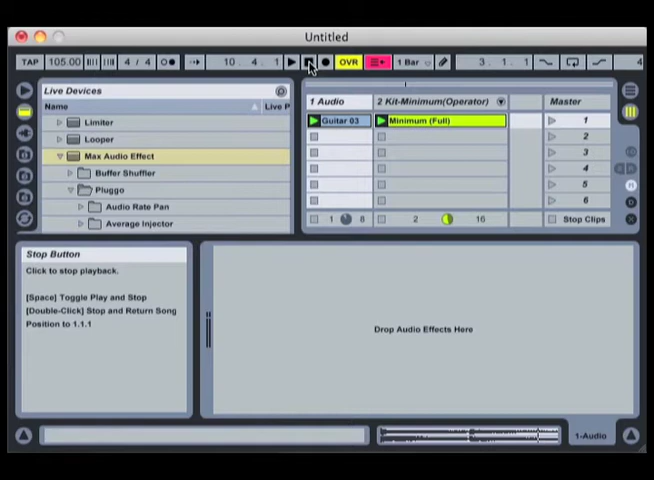 Untitled
TAP 105.00 4 / 4 10 . 4 . 1 OVR 1 Bar 3 . 1 . 1 4
Live Devices
Name Live P
Limiter
Looper
Max Audio Effect
Buffer Shuffler
Pluggo
Audio Rate Pan
Average Injector
1 Audio 2 Kit-Minimum(Operator) Master
Guitar 03 Minimum (Full) 1
2
3
4
5
6
1 8 2 16 Stop Clips
Stop Button
Click to stop playback.
[Space] Toggle Play and Stop
[Double-Click] Stop and Return Song
Position to 1.1.1
Drop Audio Effects Here
1-Audio